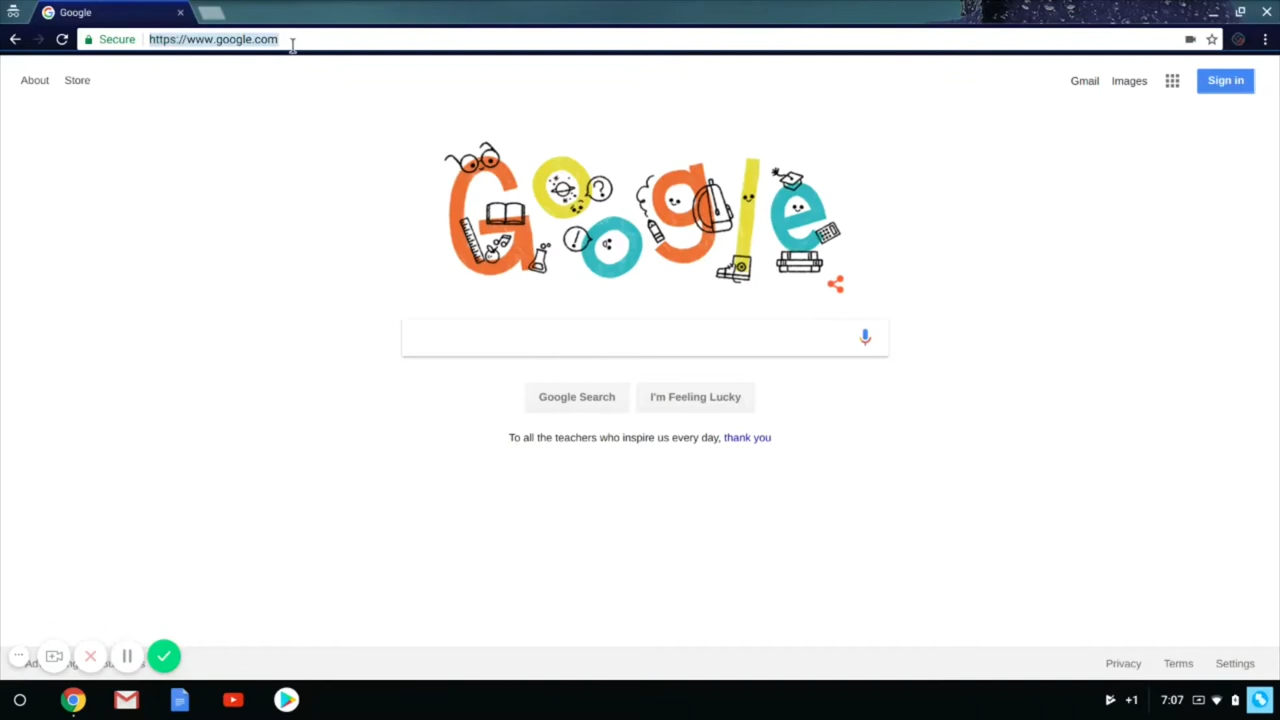 Google
Secure
https://www.google.com
About
Store
Gmail
Images
Sign in
Google
?
!
Google Search
I'm Feeling Lucky
To all the teachers who inspire us every day, thank you
Privacy
Terms
Settings
+1
7:07